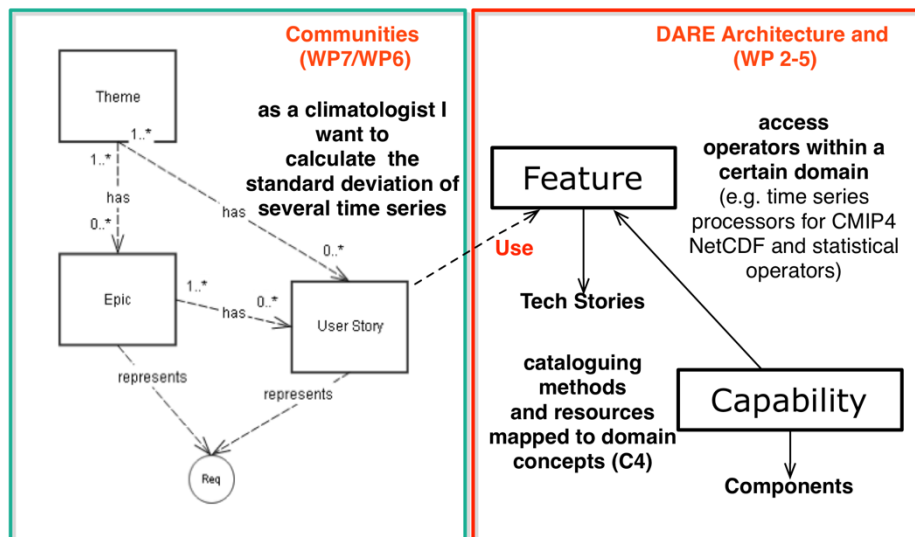 Communities
(WP7/WP6)
Theme
1..*
1..*
has
0..*
as a climatologist I
want to
calculate the
standard deviation of
several time series
has
0..*
Epic
1..*
has
0..*
User Story
represents
represents
Req
DARE Architecture and
(WP 2-5)
access
operators within a
certain domain
(e.g. time series
processors for CMIP4
NetCDF and statistical
operators)
Feature
Use
Tech Stories
cataloguing
methods
and resources
mapped to domain
concepts (C4)
Capability
Components